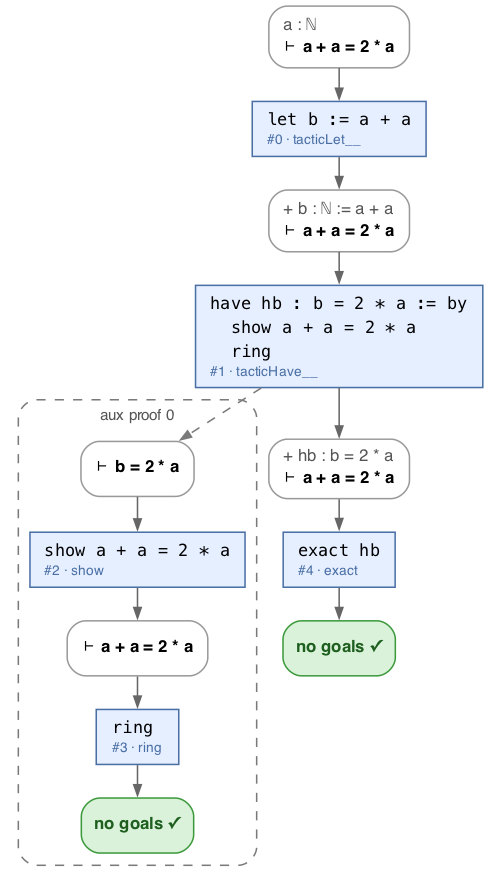 a : ℕ
⊢ a + a = 2 * a
let b := a + a
#0 · tacticLet__
+ b : ℕ := a + a
⊢ a + a = 2 * a
have hb : b = 2 * a := by
  show a + a = 2 * a
  ring
#1 · tacticHave__
aux proof 0
⊢ b = 2 * a
show a + a = 2 * a
#2 · show
⊢ a + a = 2 * a
ring
#3 · ring
no goals ✓
+ hb : b = 2 * a
⊢ a + a = 2 * a
exact hb
#4 · exact
no goals ✓